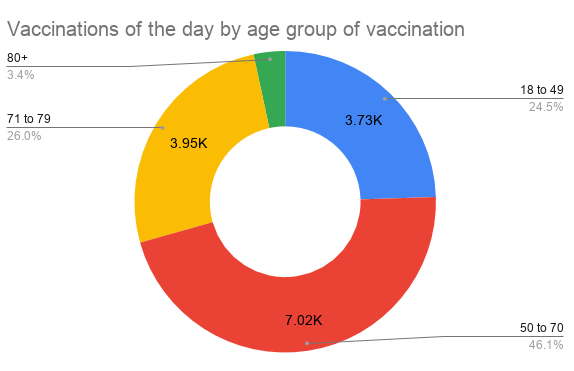 Vaccinations of the day by age group of vaccination
80+
3.4%
18 to 49
24.5%
3.73K
71 to 79
26.0%
3.95K
7.02K
50 to 70
46.1%